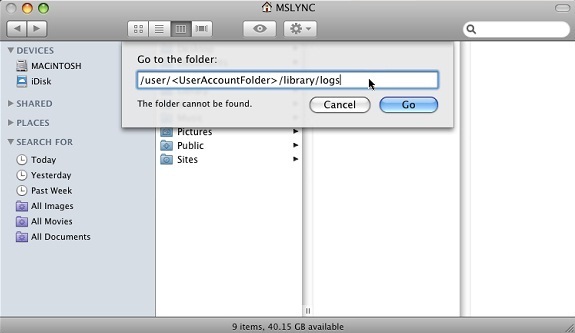 MSLYNC
DEVICES
MACiNTOSH
iDisk
SHARED
PLACES
SEARCH FOR
Today
Yesterday
Past Week
All Images
All Movies
All Documents
Go to the folder:
/user/<UserAccountFolder>/library/logs
The folder cannot be found.
Cancel
Go
Pictures
Public
Sites
9 items, 40.15 GB available